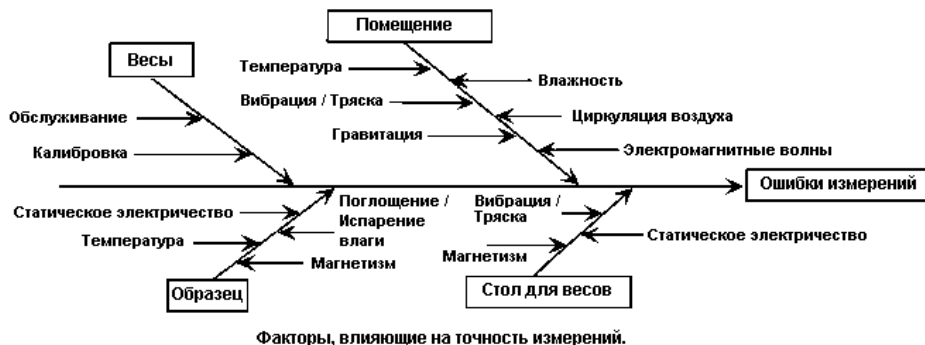 Помещение
Весы
Температура
Влажность
Вибрация / Тряска
Обслуживание
Циркуляция воздуха
Гравитация
Калибровка
Электромагнитные волны
Ошибки измерений
Статическое электричество
Поглощение /
Испарение
влаги
Вибрация /
Тряска
Температура
Статическое электричество
Магнетизм
Магнетизм
Образец
Стол для весов
Факторы, влияющие на точность измерений.